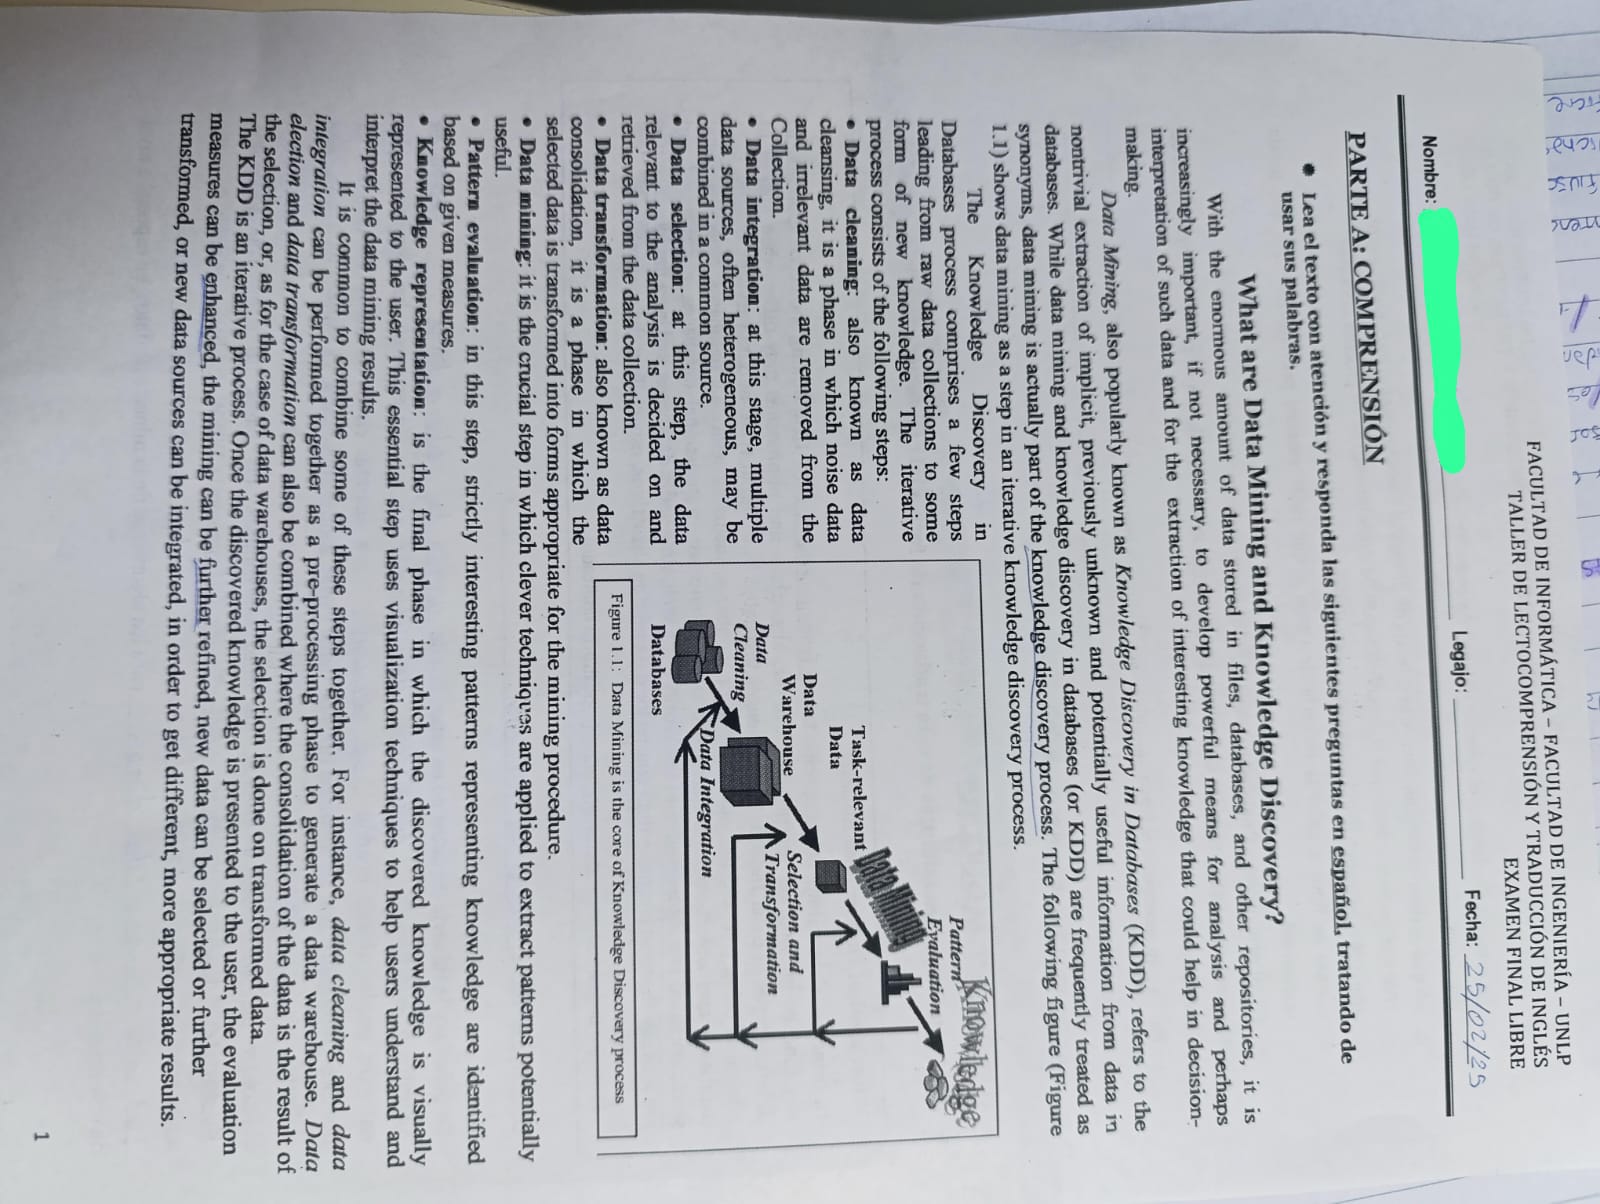 FACULTAD DE INFORMÁTICA – FACULTAD DE INGENIERÍA – UNLP
TALLER DE LECTOCOMPRENSIÓN Y TRADUCCIÓN DE INGLÉS
EXAMEN FINAL LIBRE
Nombre: Legajo: Fecha: 25/02/25
PARTE A: COMPRENSIÓN
• Lea el texto con atención y responda las siguientes preguntas en español, tratando de
usar sus palabras.
What are Data Mining and Knowledge Discovery?
With the enormous amount of data stored in files, databases, and other repositories, it is
increasingly important, if not necessary, to develop powerful means for analysis and perhaps
interpretation of such data and for the extraction of interesting knowledge that could help in decision-
making.
Data Mining, also popularly known as Knowledge Discovery in Databases (KDD), refers to the
nontrivial extraction of implicit, previously unknown and potentially useful information from data in
databases. While data mining and knowledge discovery in databases (or KDD) are frequently treated as
synonyms, data mining is actually part of the knowledge discovery process. The following figure (Figure
1.1) shows data mining as a step in an iterative knowledge discovery process.
The Knowledge Discovery in
Databases process comprises a few steps
leading from raw data collections to some
form of new knowledge. The iterative
process consists of the following steps:
• Data cleaning: also known as data
cleansing, it is a phase in which noise data
and irrelevant data are removed from the
Collection.
• Data integration: at this stage, multiple
data sources, often heterogeneous, may be
combined in a common source.
• Data selection: at this step, the data
relevant to the analysis is decided on and
retrieved from the data collection.
• Data transformation: also known as data
consolidation, it is a phase in which the
selected data is transformed into forms appropriate for the mining procedure.
Knowledge
Pattern
Evaluation
Data Mining
Task-relevant
Data
Data
Warehouse
Selection and
Transformation
Data
Cleaning
Data Integration
Databases
Figure 1.1: Data Mining is the core of Knowledge Discovery process
• Data mining: it is the crucial step in which clever techniques are applied to extract patterns potentially
useful.
• Pattern evaluation: in this step, strictly interesting patterns representing knowledge are identified
based on given measures.
• Knowledge representation: is the final phase in which the discovered knowledge is visually
represented to the user. This essential step uses visualization techniques to help users understand and
interpret the data mining results.
It is common to combine some of these steps together. For instance, data cleaning and data
integration can be performed together as a pre-processing phase to generate a data warehouse. Data
election and data transformation can also be combined where the consolidation of the data is the result of
the selection, or, as for the case of data warehouses, the selection is done on transformed data.
The KDD is an iterative process. Once the discovered knowledge is presented to the user, the evaluation
measures can be enhanced, the mining can be further refined, new data can be selected or further
transformed, or new data sources can be integrated, in order to get different, more appropriate results.
1